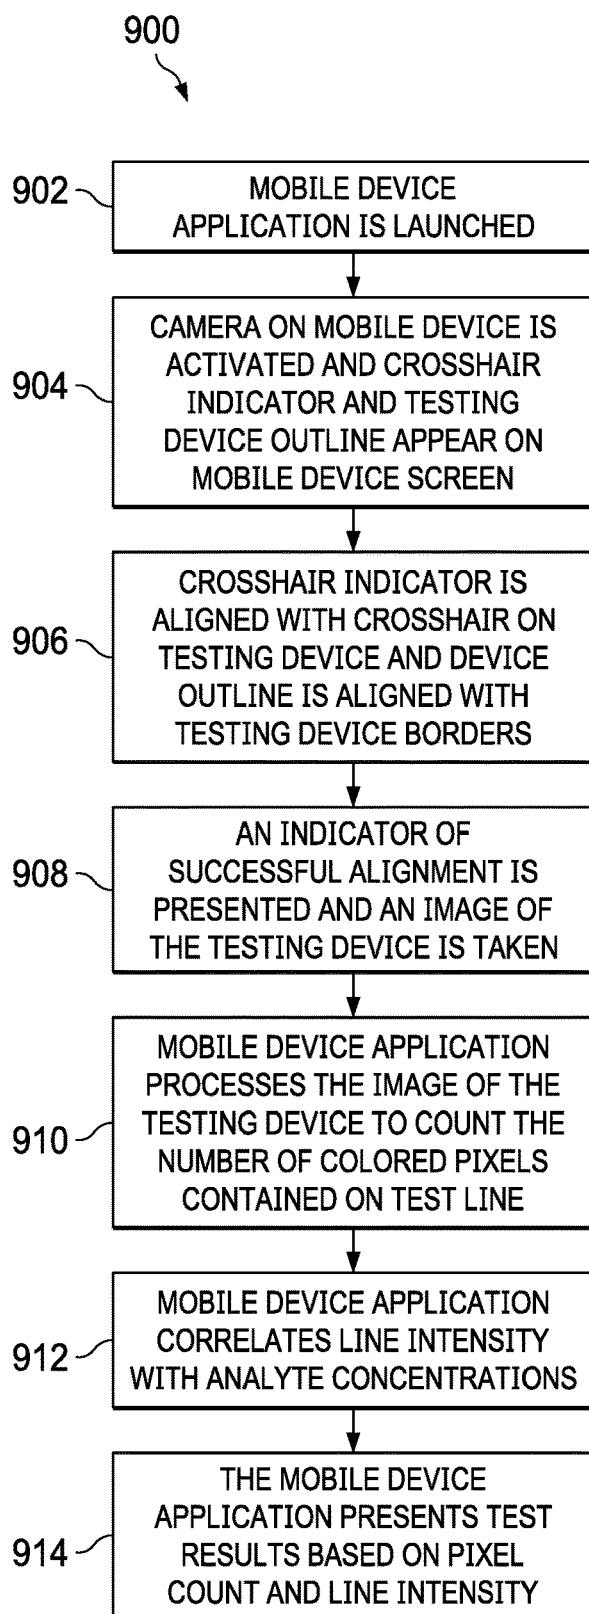 900
902
MOBILE DEVICE
APPLICATION IS LAUNCHED
904
CAMERA ON MOBILE DEVICE IS
ACTIVATED AND CROSSHAIR
INDICATOR AND TESTING
DEVICE OUTLINE APPEAR ON
MOBILE DEVICE SCREEN
906
CROSSHAIR INDICATOR IS
ALIGNED WITH CROSSHAIR ON
TESTING DEVICE AND DEVICE
OUTLINE IS ALIGNED WITH
TESTING DEVICE BORDERS
908
AN INDICATOR OF
SUCCESSFUL ALIGNMENT IS
PRESENTED AND AN IMAGE OF
THE TESTING DEVICE IS TAKEN
910
MOBILE DEVICE APPLICATION
PROCESSES THE IMAGE OF THE
TESTING DEVICE TO COUNT THE
NUMBER OF COLORED PIXELS
CONTAINED ON TEST LINE
912
MOBILE DEVICE APPLICATION
CORRELATES LINE INTENSITY
WITH ANALYTE CONCENTRATIONS
914
THE MOBILE DEVICE
APPLICATION PRESENTS TEST
RESULTS BASED ON PIXEL
COUNT AND LINE INTENSITY